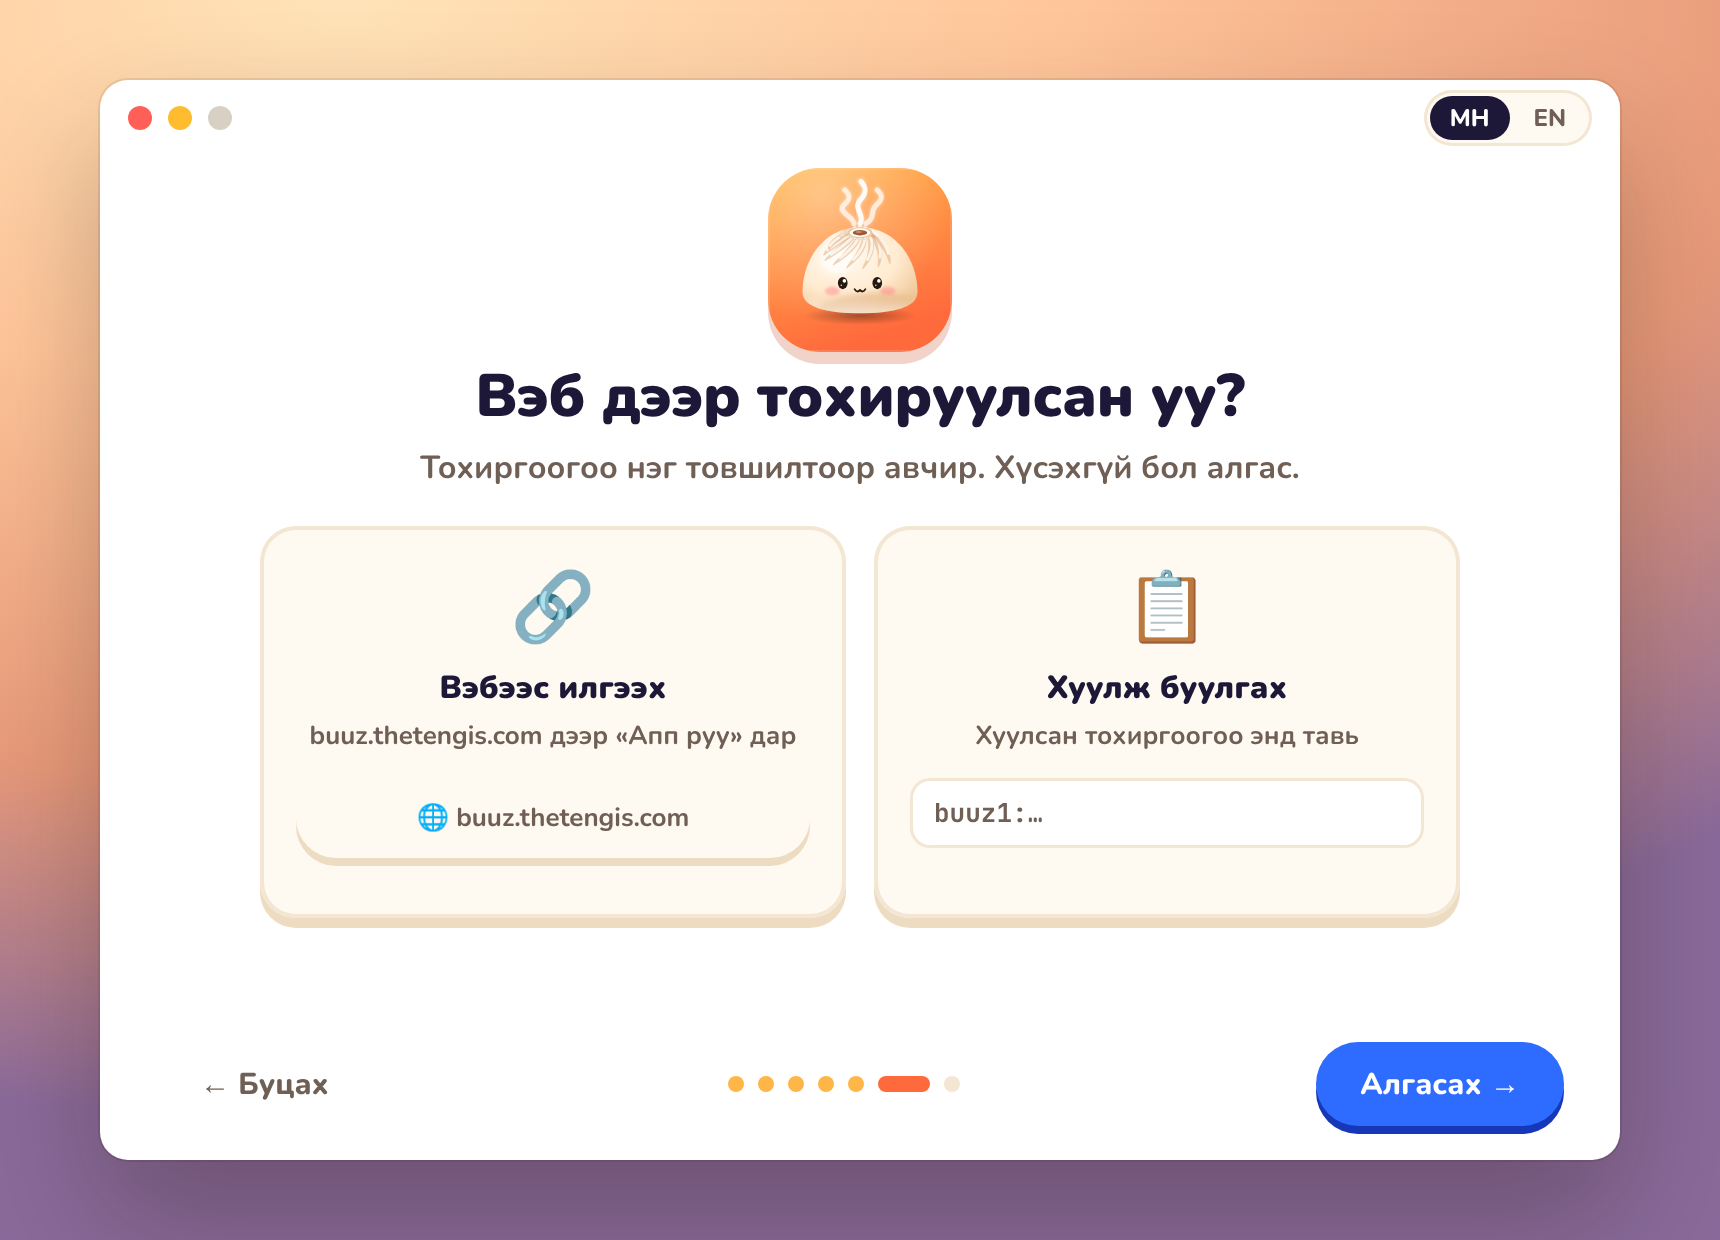 МН EN
Вэб дээр тохируулсан уу?
Тохиргоогоо нэг товшилтоор авчир. Хүсэхгүй бол алгас.
Вэбээс илгээх
buuz.thetengis.com дээр «Апп руу» дар
buuz.thetengis.com
Хуулж буулгах
Хуулсан тохиргоогоо энд тавь
buuz1:…
← Буцах
Алгасах →